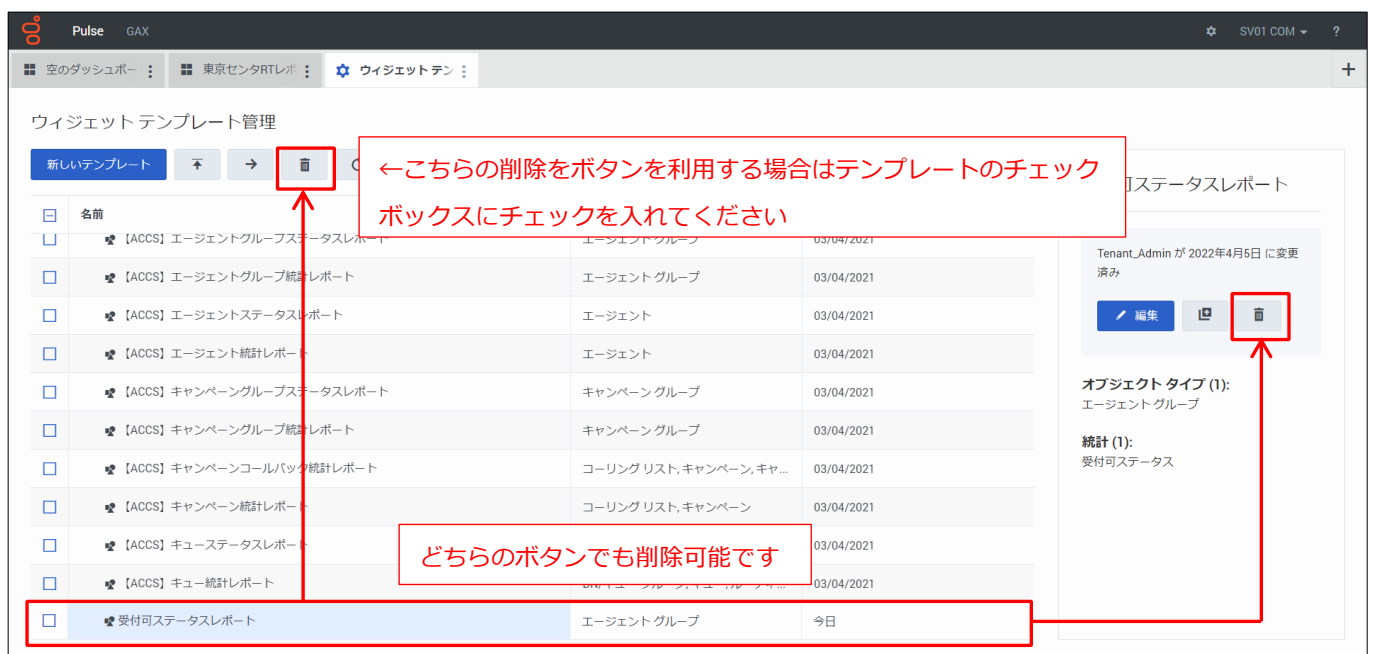 Pulse GAX SV01 COM ?
空のダッシュボー 東京センタRTレポ ウィジェット テン +
ウィジェット テンプレート管理
新しいテンプレート
←こちらの削除をボタンを利用する場合はテンプレートのチェック
ボックスにチェックを入れてください
名前
【ACCS】エージェントグループステータスレポート エージェント グループ 03/04/2021
【ACCS】エージェントグループ統計レポート エージェント グループ 03/04/2021
【ACCS】エージェントステータスレポート エージェント 03/04/2021
【ACCS】エージェント統計レポート エージェント 03/04/2021
【ACCS】キャンペーングループステータスレポート キャンペーン グループ 03/04/2021
【ACCS】キャンペーングループ統計レポート キャンペーン グループ 03/04/2021
【ACCS】キャンペーンコールバック統計レポート コーリング リスト, キャンペーン, キャ... 03/04/2021
【ACCS】キャンペーン統計レポート コーリング リスト, キャンペーン 03/04/2021
【ACCS】キューステータスレポート 03/04/2021
どちらのボタンでも削除可能です
【ACCS】キュー統計レポート 03/04/2021
受付可ステータスレポート エージェント グループ 今日
ステータスレポート
Tenant_Admin が 2022年4月5日 に変更
済み
編集
オブジェクト タイプ (1):
エージェント グループ
統計 (1):
受付可ステータス